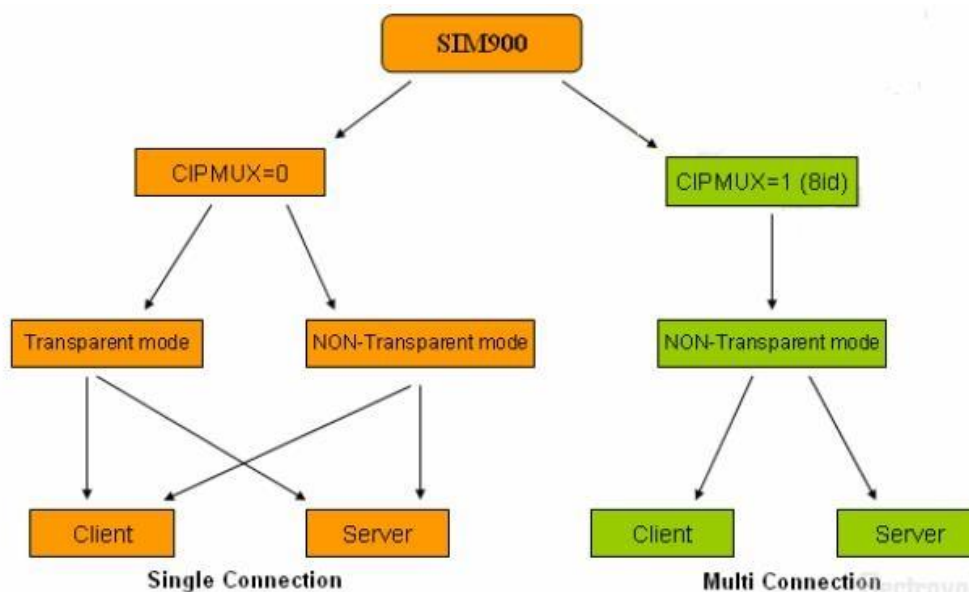 SIM900
CIPMUX=0
CIPMUX=1 (8id)
Transparent mode
NON-Transparent mode
NON-Transparent mode
Client
Server
Client
Server
Single Connection
Multi Connection